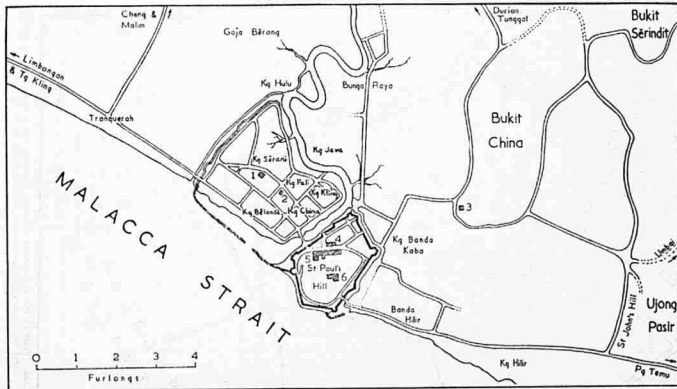 Cheng &
Malim
Gaja Bĕrang
Durian
Tunggal
Bukit
Sĕrindit
Limbongan
& Tg Kling
Kg Hulu
Bunga Raya
Bukit
China
Tranquerah
Kg Jawa
Kg Sĕrani
1
Kg Pali
2
Kg Kling
Kg Bĕlanda
Kg China
3
MALACCA STRAIT
4
Kg Banda
Kaba
5
St Paul's
Hill
6
Banda
Hilir
St John's Hill
Ujong
Pasir
0 1 2 3 4
Furlongs
Kg Hilir
Pg Temu